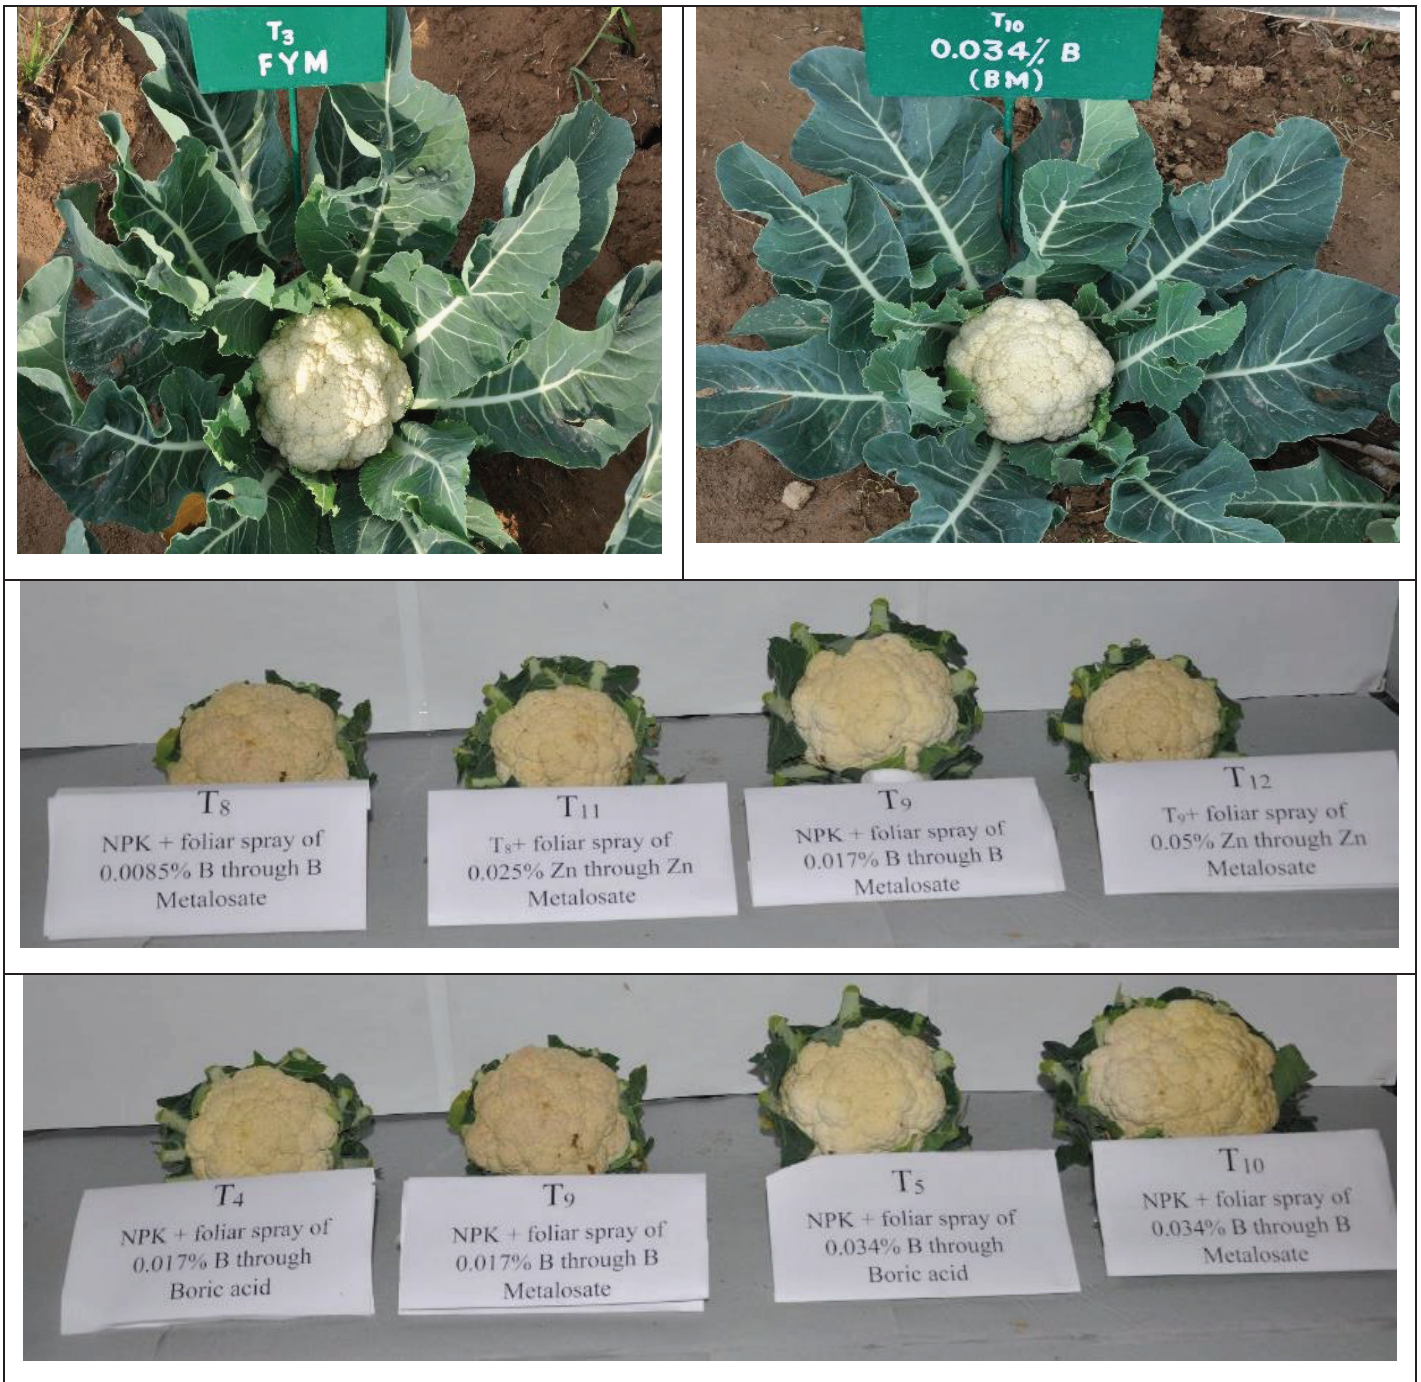 T₃
FYM
T₁₀
0.034% B
(BM)
T₈
NPK + foliar spray of
0.0085% B through B
Metalosate
T₁₁
T₈+ foliar spray of
0.025% Zn through Zn
Metalosate
T₉
NPK + foliar spray of
0.017% B through B
Metalosate
T₁₂
T₉+ foliar spray of
0.05% Zn through Zn
Metalosate
T₄
NPK + foliar spray of
0.017% B through
Boric acid
T₉
NPK + foliar spray of
0.017% B through B
Metalosate
T₅
NPK + foliar spray of
0.034% B through
Boric acid
T₁₀
NPK + foliar spray of
0.034% B through B
Metalosate